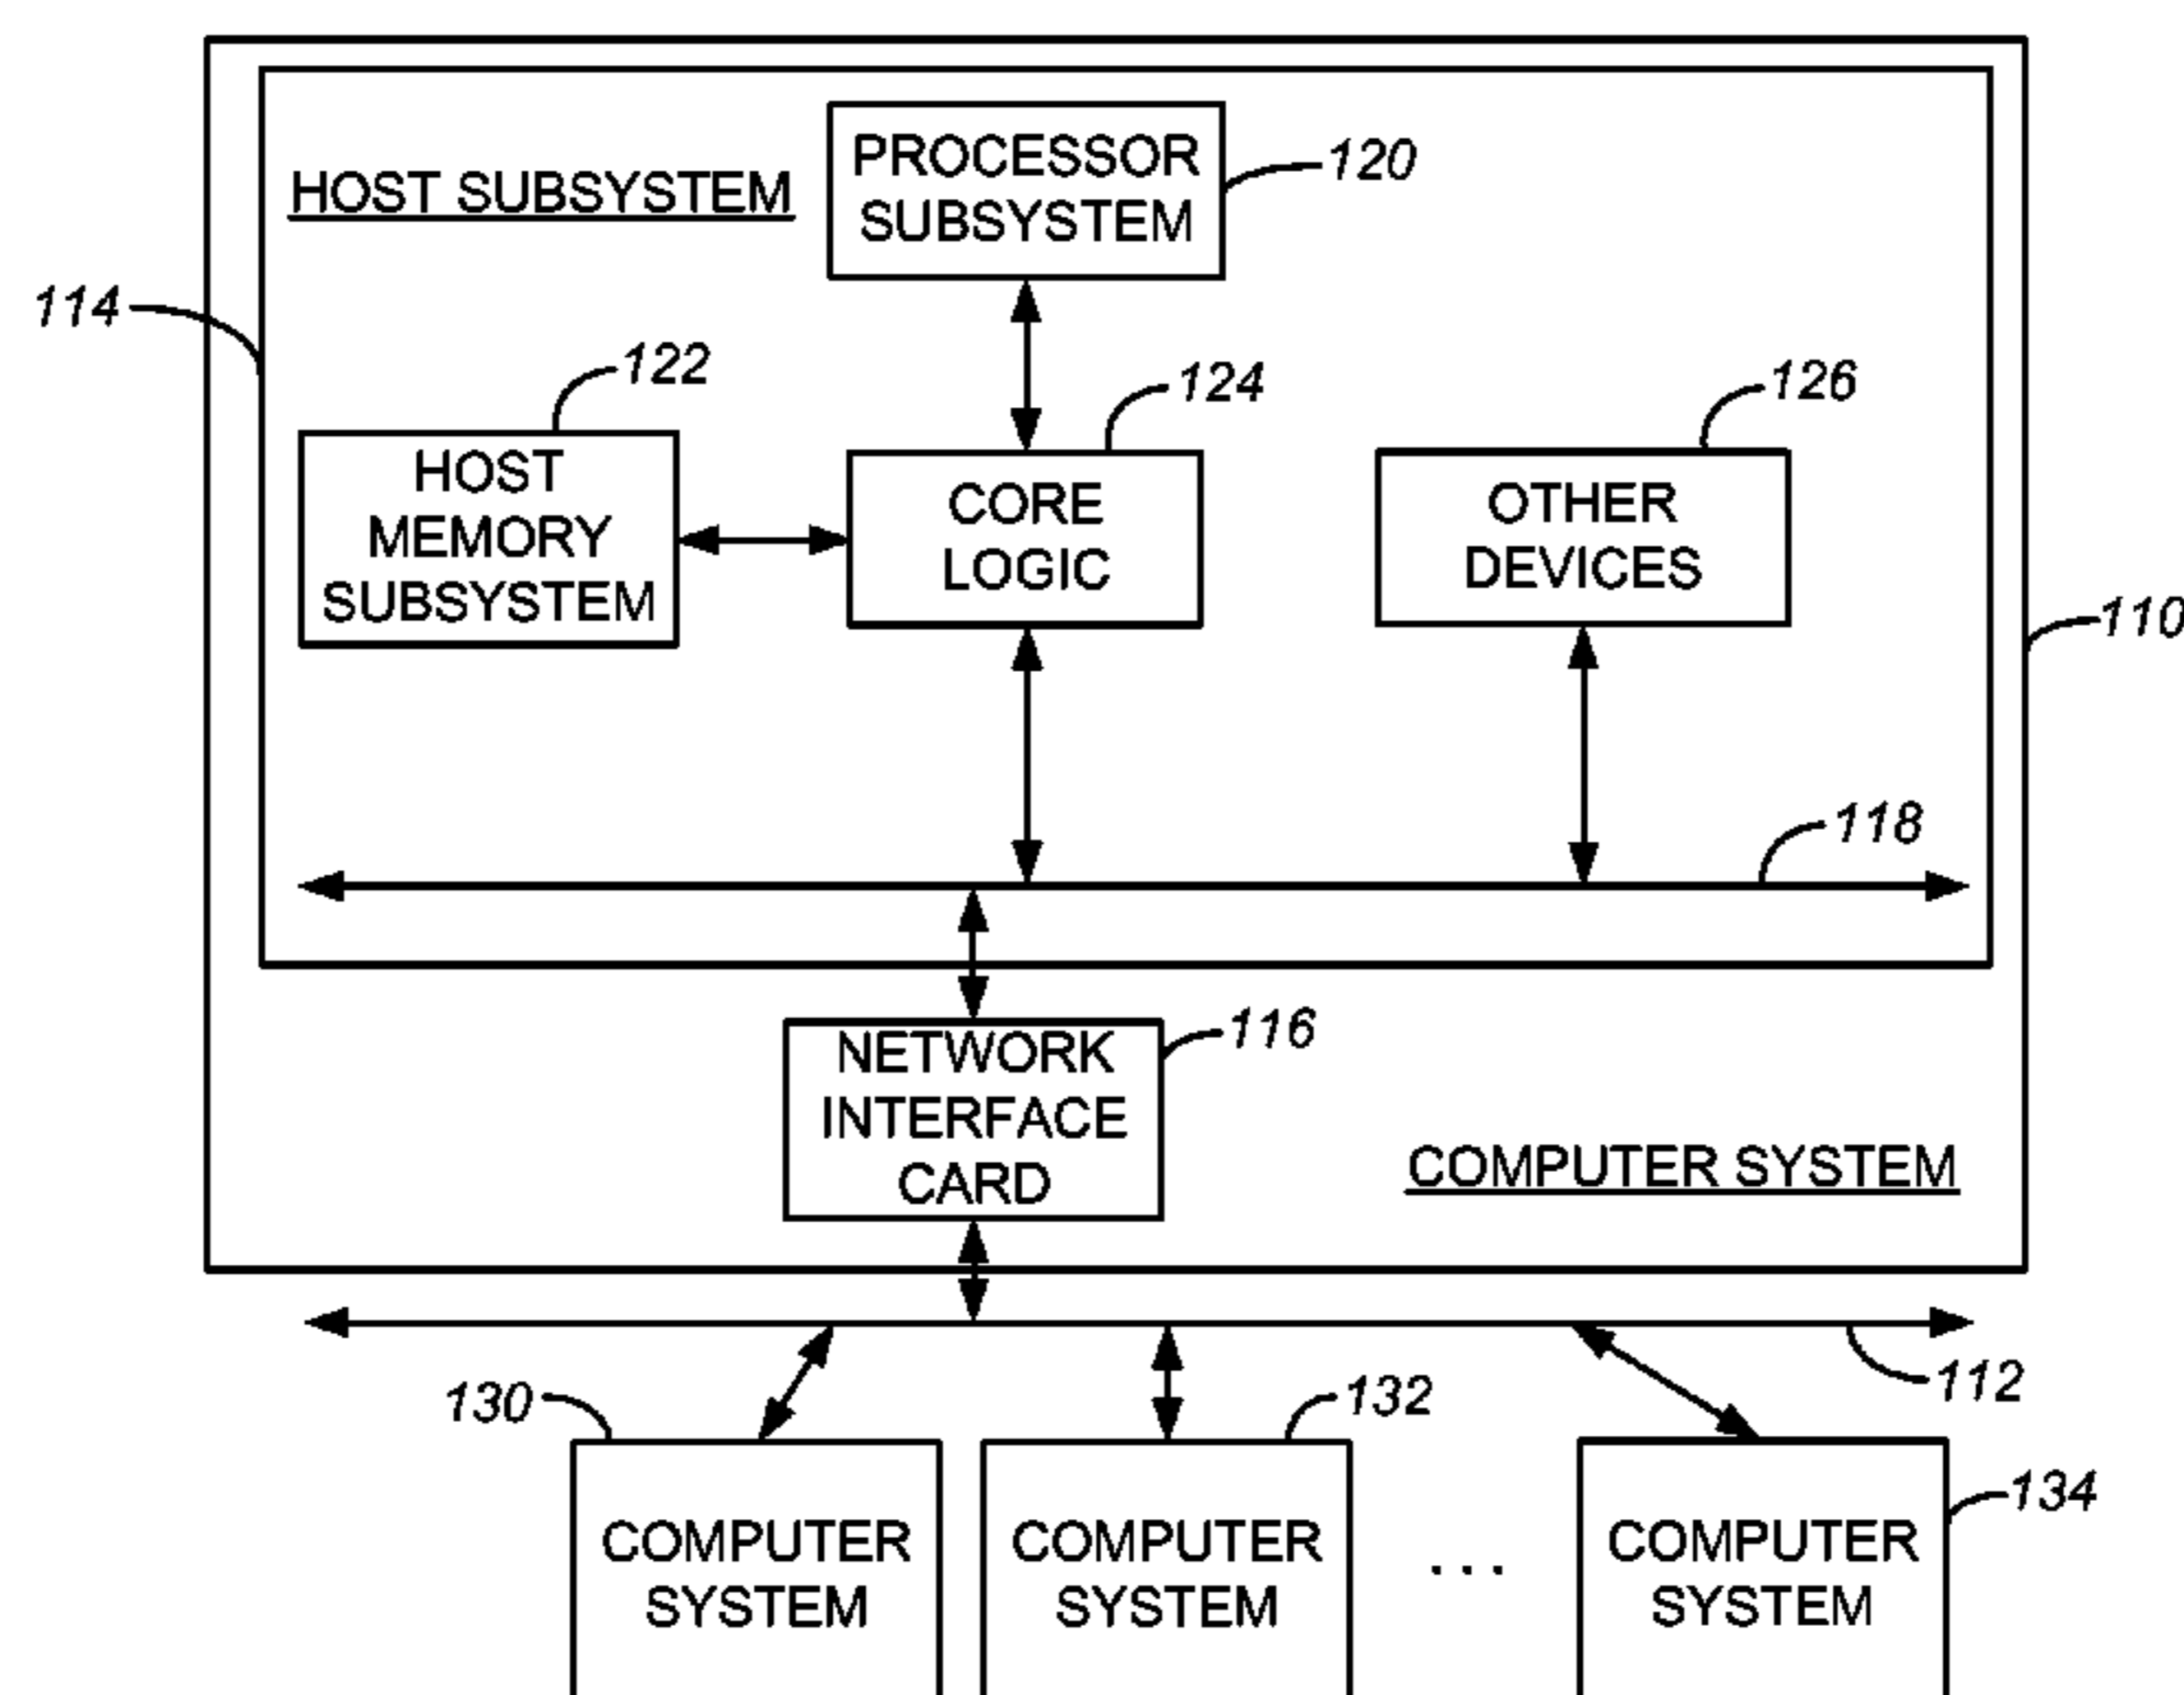 PROCESSOR
SUBSYSTEM
120
HOST SUBSYSTEM
114
122
124
126
HOST
MEMORY
SUBSYSTEM
CORE
LOGIC
OTHER
DEVICES
110
118
116
NETWORK
INTERFACE
CARD
COMPUTER SYSTEM
112
130
132
134
COMPUTER
SYSTEM
COMPUTER
SYSTEM
. . .
COMPUTER
SYSTEM